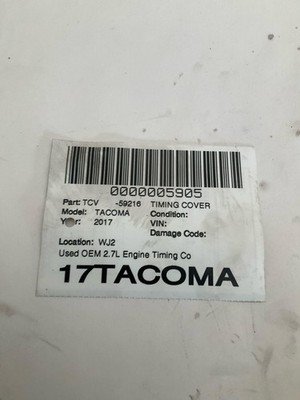 0000005905
Part: TCV -59216 TIMING COVER
Model: TACOMA Condition:
Year: 2017 VIN:
Damage Code:
Location: WJ2
Used OEM 2.7L Engine Timing Co
17TACOMA